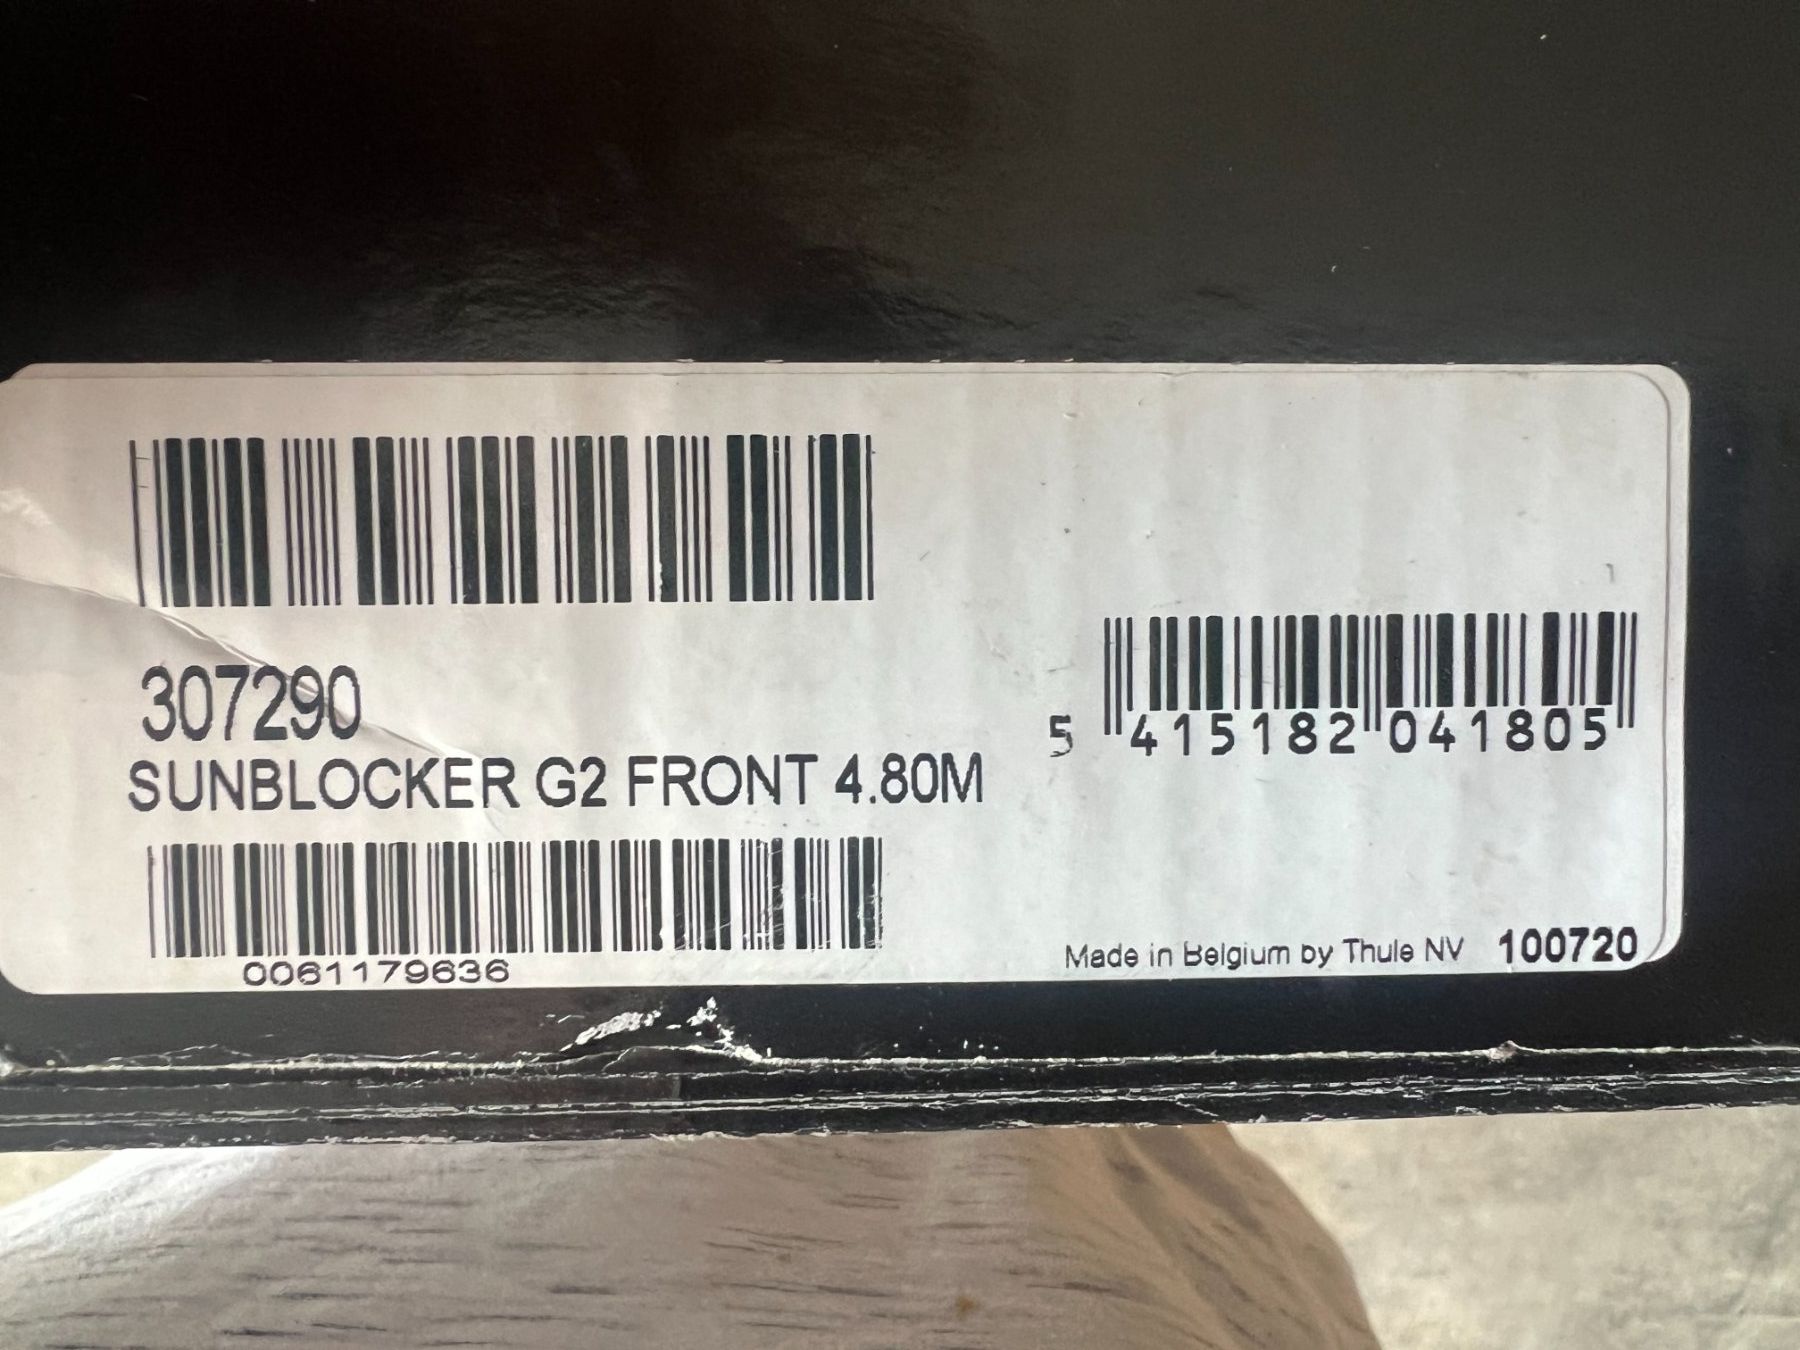 307290
SUNBLOCKER G2 FRONT 4.80M
5 415182 041805
0061179636
Made in Belgium by Thule NV 100720